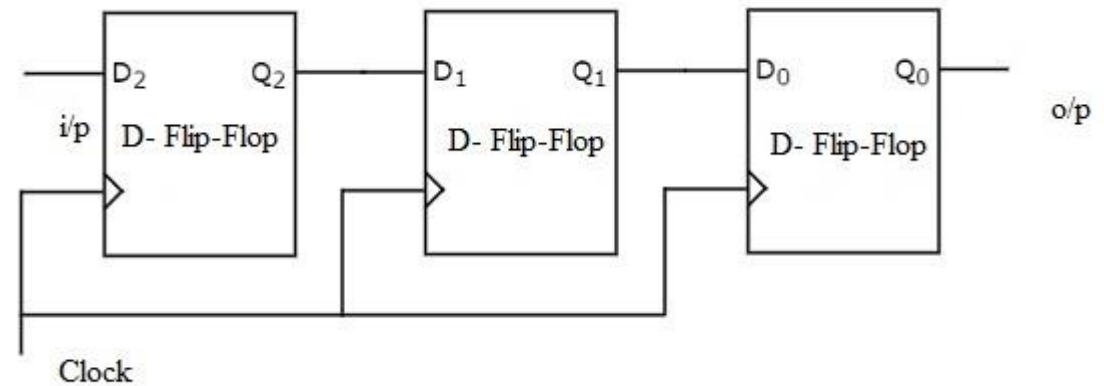 D₂ Q₂
D₁ Q₁
D₀ Q₀
i/p
D- Flip-Flop
D- Flip-Flop
D- Flip-Flop
o/p
Clock